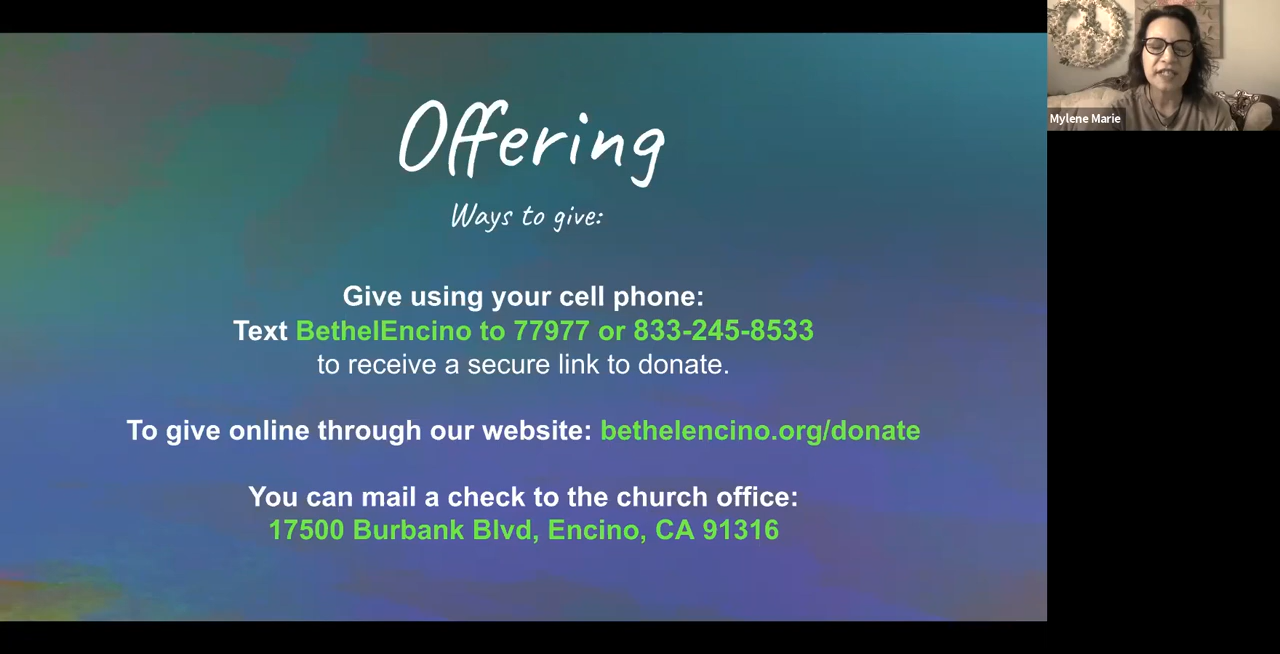 Offering
Ways to give:
Give using your cell phone:
Text BethelEncino to 77977 or 833-245-8533
to receive a secure link to donate.
To give online through our website: bethelencino.org/donate
You can mail a check to the church office:
17500 Burbank Blvd, Encino, CA 91316
Mylene Marie